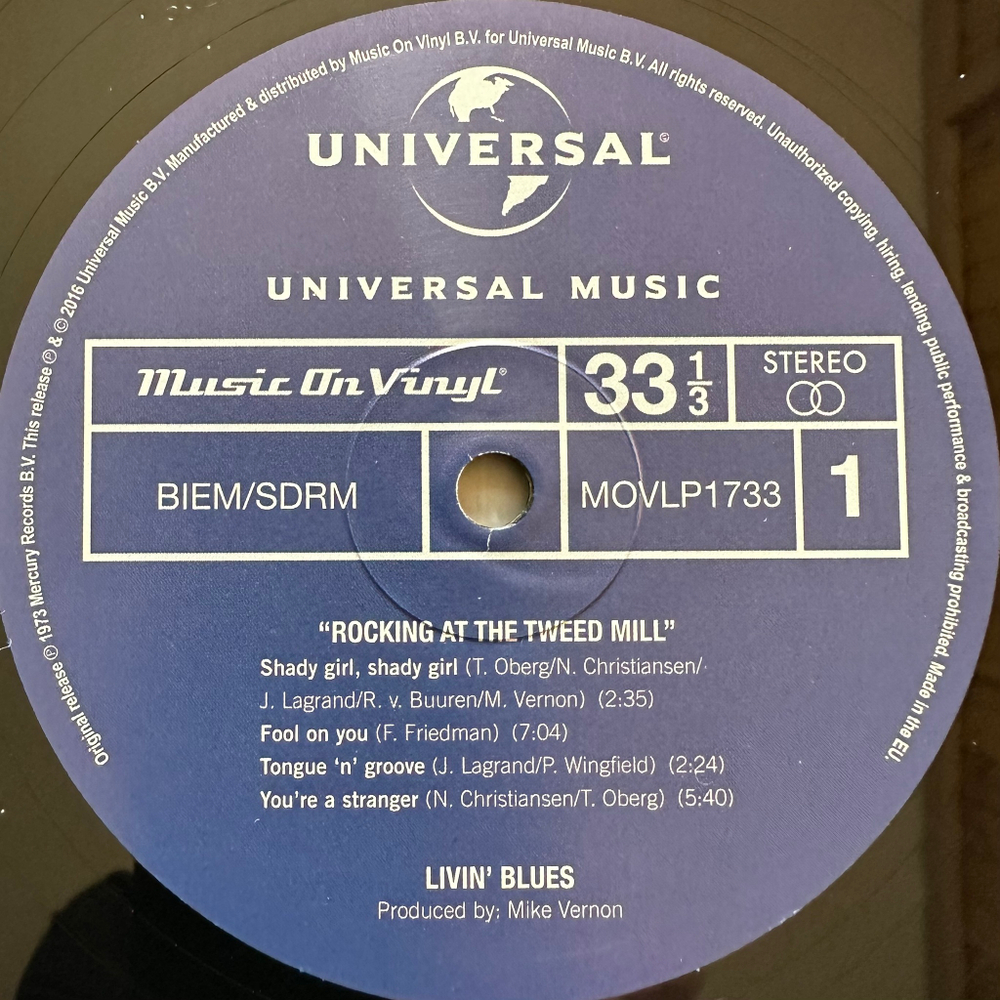 Original release ℗ 1973 Mercury Records B.V. This release ℗ & © 2016 Universal Music B.V. Manufactured & distributed by Music On Vinyl B.V. for Universal Music B.V. All rights reserved. Unauthorized copying, hiring, lending, public performance & broadcasting prohibited. Made in the EU.
UNIVERSAL®
UNIVERSAL MUSIC
Music On Vinyl®
33 1/3
STEREO
BIEM/SDRM
MOVLP1733
1
“ROCKING AT THE TWEED MILL”
Shady girl, shady girl (T. Oberg/N. Christiansen/
J. Lagrand/R. v. Buuren/M. Vernon) (2:35)
Fool on you (F. Friedman) (7:04)
Tongue ‘n’ groove (J. Lagrand/P. Wingfield) (2:24)
You’re a stranger (N. Christiansen/T. Oberg) (5:40)
LIVIN’ BLUES
Produced by: Mike Vernon